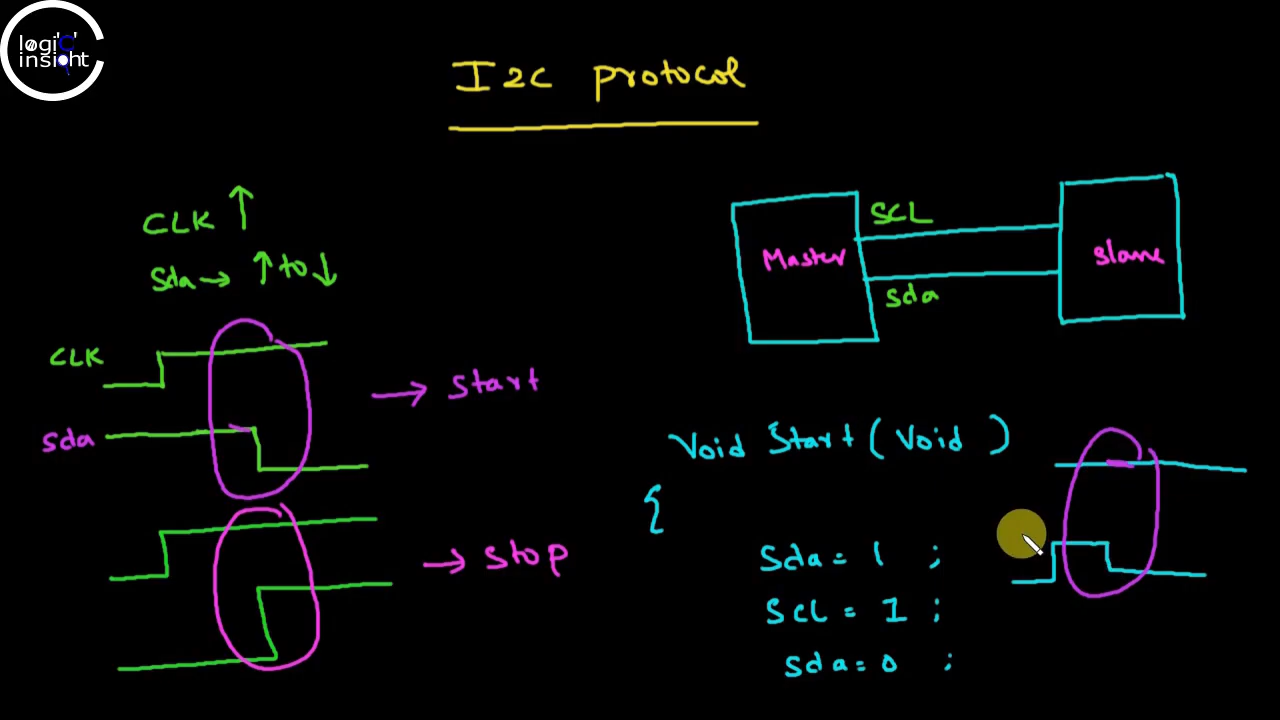 logi'C'
insight
I2C protocol
CLK ↑
Sda → ↑ to ↓
CLK
Sda
→ Start
→ Stop
SCL
Master
Slave
Sda
Void Start ( Void )
{
Sda = 1 ;
SCL = 1 ;
Sda = 0 ;